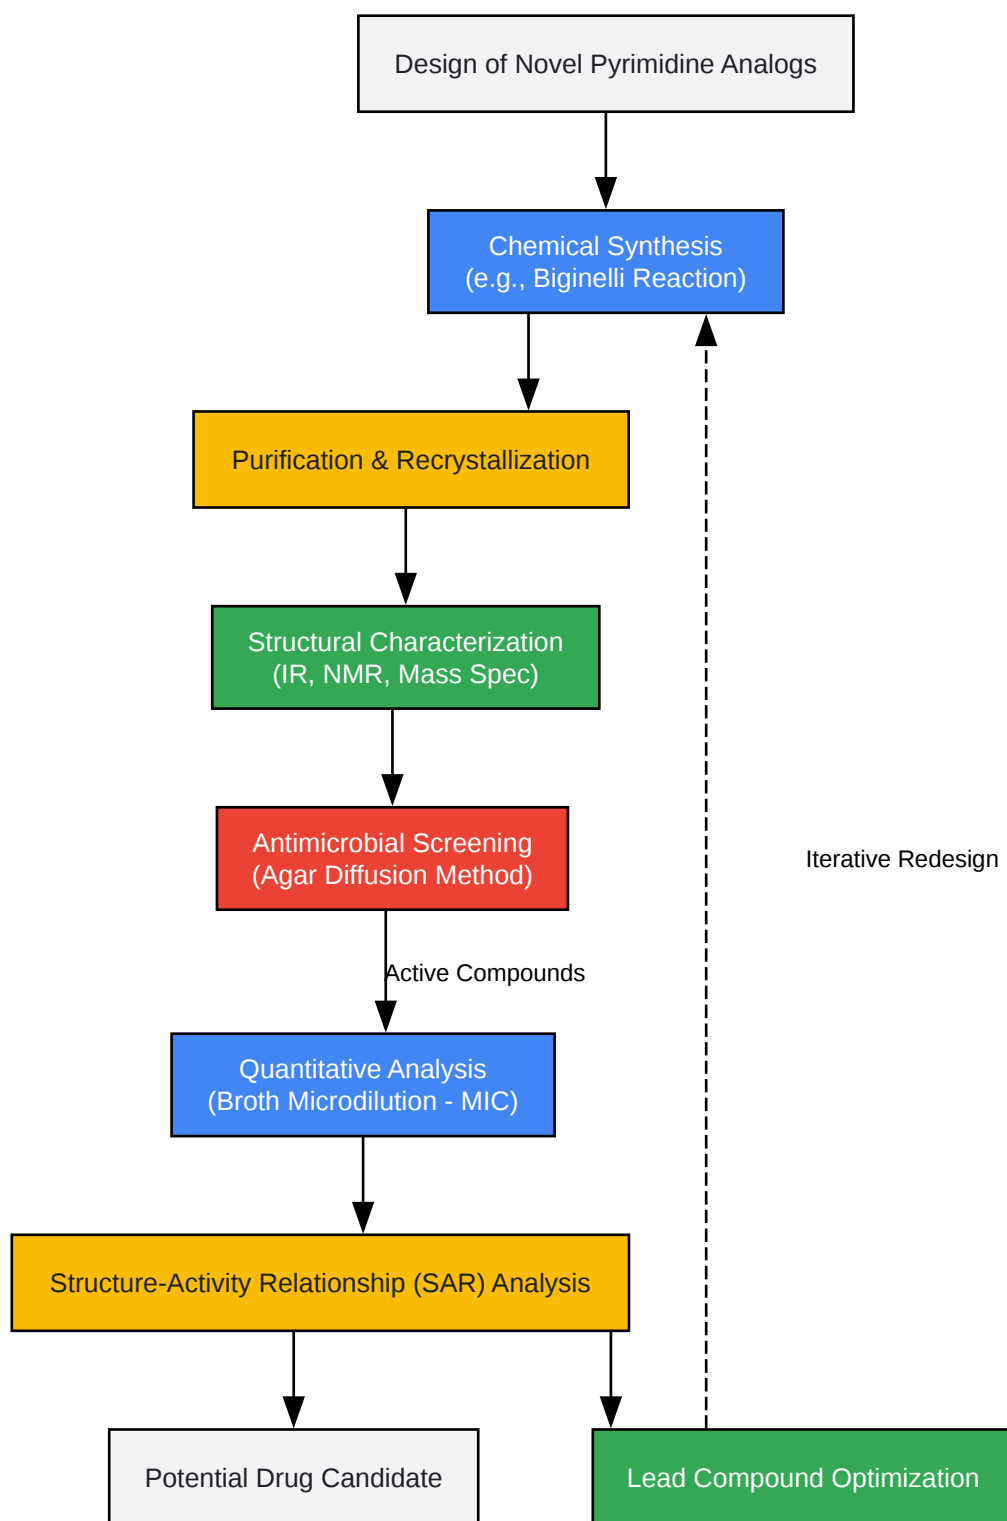 Design of Novel Pyrimidine Analogs
Chemical Synthesis
(e.g., Biginelli Reaction)
Purification & Recrystallization
Structural Characterization
(IR, NMR, Mass Spec)
Antimicrobial Screening
(Agar Diffusion Method)
Iterative Redesign
Active Compounds
Quantitative Analysis
(Broth Microdilution - MIC)
Structure-Activity Relationship (SAR) Analysis
Potential Drug Candidate
Lead Compound Optimization